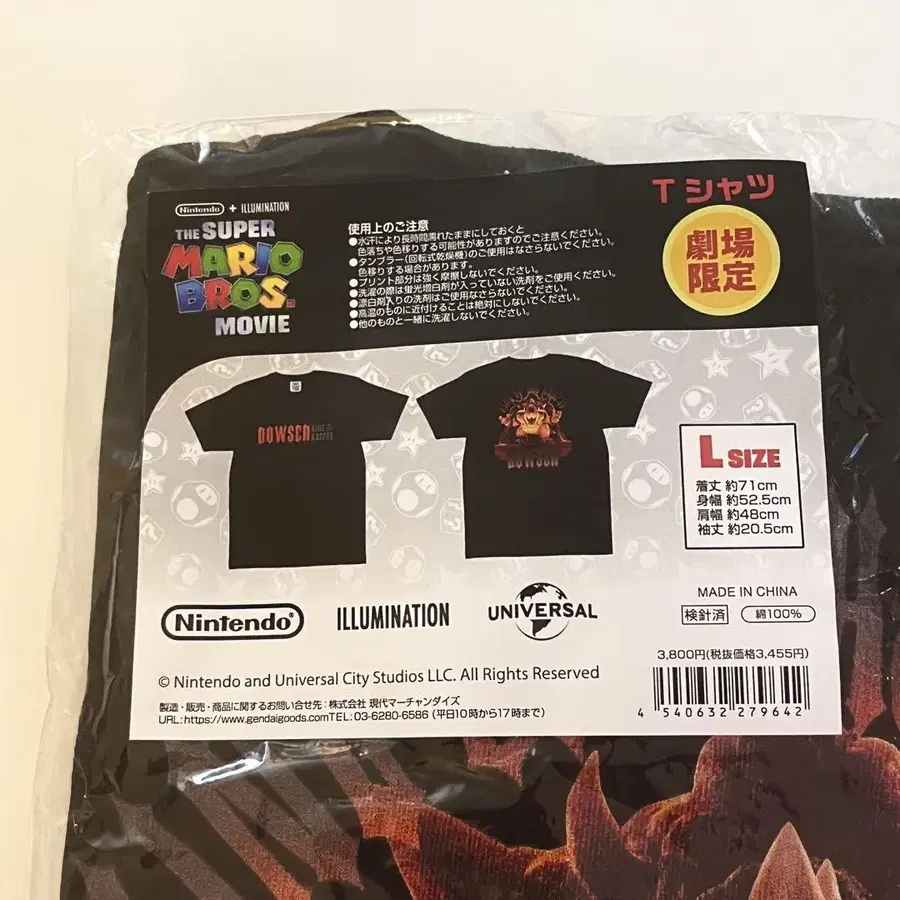 Nintendo + ILLUMINATION
THE SUPER
MARIO
BROS.
MOVIE
使用上のご注意
●水汗により長時間濡れたままにしておくと
色落ちや色移りする可能性がありますのでご注意ください。
●タンブラー(回転式乾燥機)のご使用はなさらないでください。
色移りする場合があります。
●プリント部分は強く摩擦しないでください。
●洗濯の際は蛍光増白剤が入っていない洗剤をご使用ください。
●漂白剤入りの洗剤はご使用なさらないでください。
●高温のものに近付けることは絶対にしないでください。
●他のものと一緒に洗濯しないでください。
Tシャツ
劇場
限定
BOWSER
BOWSER
L SIZE
着丈 約71cm
身幅 約52.5cm
肩幅 約48cm
袖丈 約20.5cm
Nintendo
ILLUMINATION
UNIVERSAL
MADE IN CHINA
検針済
綿100%
3,800円(税抜価格3,455円)
© Nintendo and Universal City Studios LLC. All Rights Reserved
製造・販売・商品に関するお問い合せ先:株式会社 現代マーチャンダイズ
URL:https://www.gendaigoods.comTEL:03-6280-6586 (平日10時から17時まで)
4 540632 279642